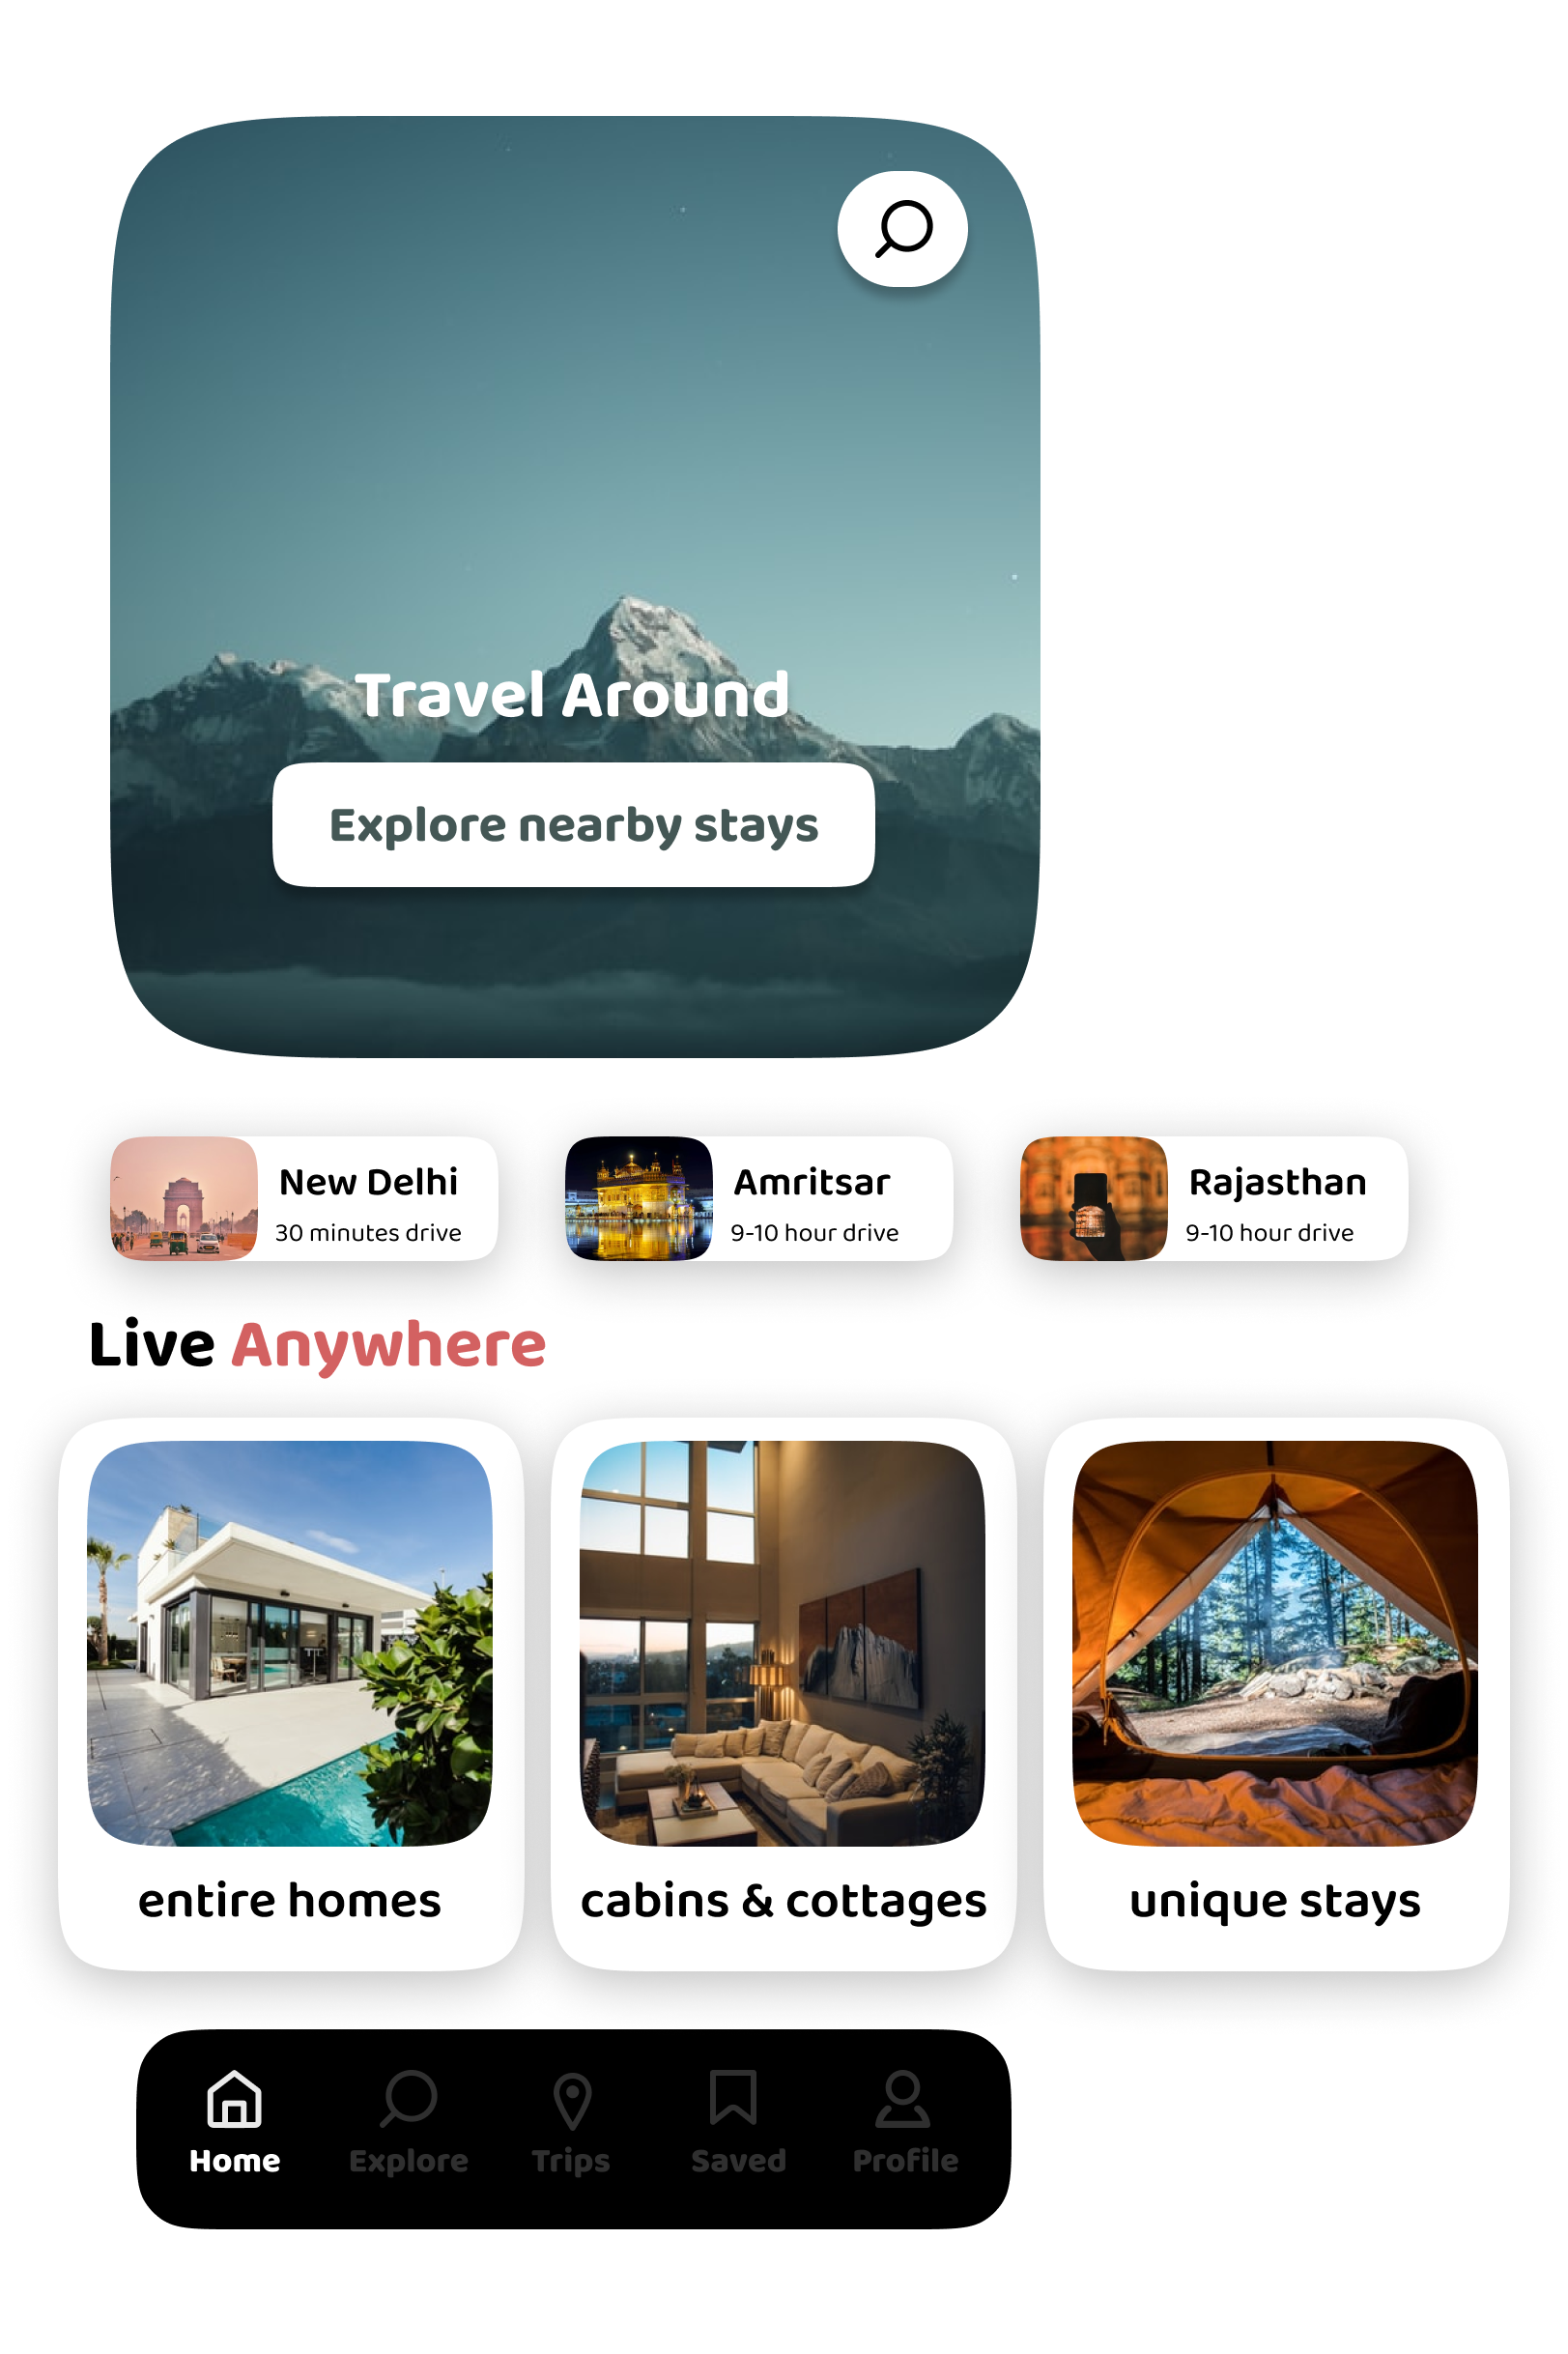 Travel Around
Explore nearby stays
New Delhi
30 minutes drive
Amritsar
9-10 hour drive
Rajasthan
9-10 hour drive
Live Anywhere
entire homes
cabins & cottages
unique stays
Home
Explore
Trips
Saved
Profile